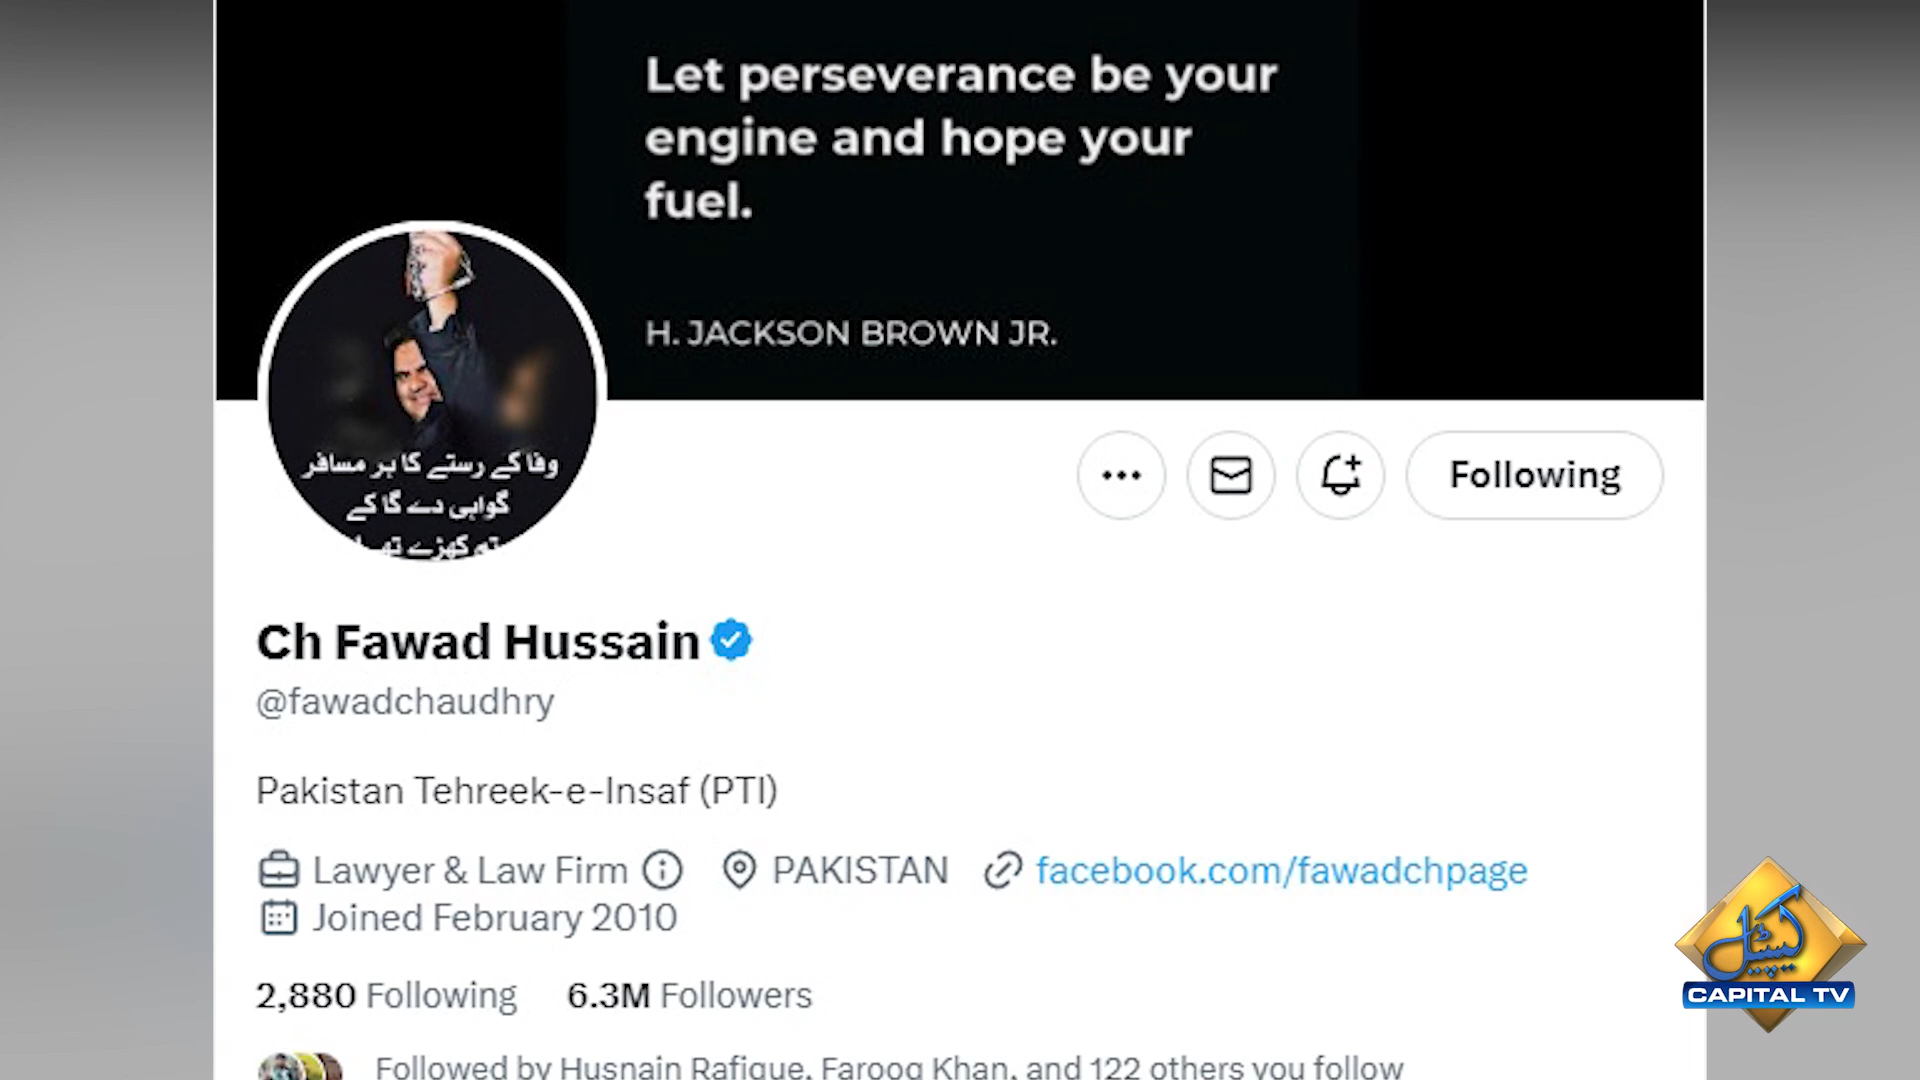 Let perseverance be your
engine and hope your
fuel.
H. JACKSON BROWN JR.
وفا کے رستے کا ہر مسافر
گواہی دے گا کے
کھڑے تھے
Following
Ch Fawad Hussain
@fawadchaudhry
Pakistan Tehreek-e-Insaf (PTI)
Lawyer & Law Firm PAKISTAN facebook.com/fawadchpage
Joined February 2010
2,880 Following 6.3M Followers
Followed by Husnain Rafique, Farooq Khan, and 122 others you follow
کیپیٹل
CAPITAL TV